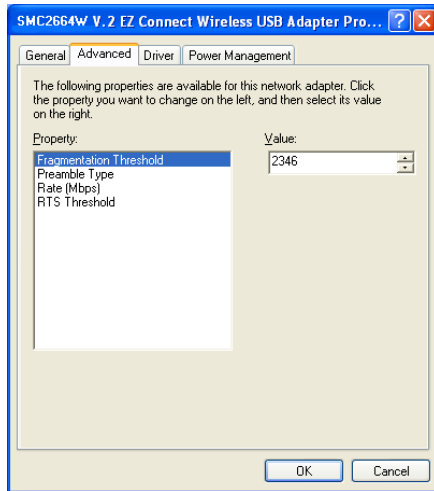 SMC2664W V.2 EZ Connect Wireless USB Adapter Pro...
General Advanced Driver Power Management
The following properties are available for this network adapter. Click
the property you want to change on the left, and then select its value
on the right.
Property: Value:
Fragmentation Threshold 2346
Preamble Type
Rate (Mbps)
RTS Threshold
OK Cancel